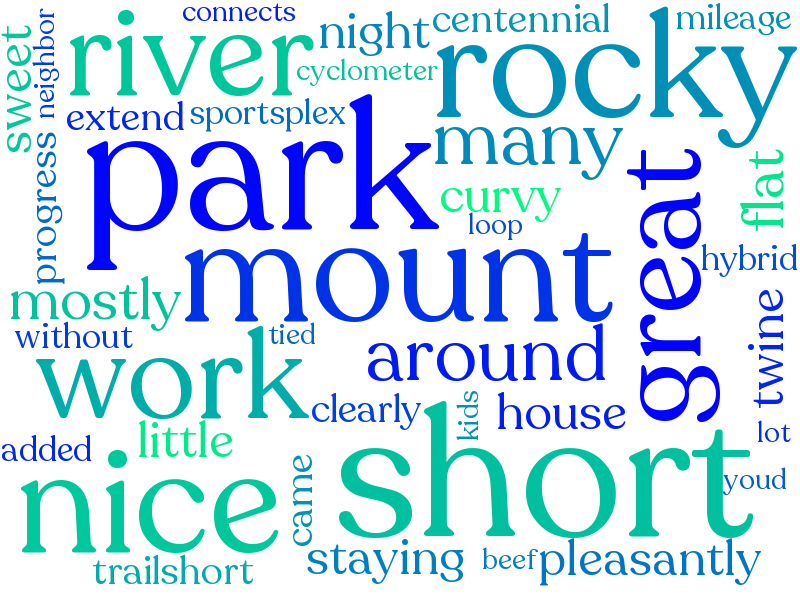 connects
centennial
mileage
sweet
neighbor
river
night
rocky
cyclometer
extend
sportsplex
many
park
progress
curvy
great
flat
loop
mount
hybrid
mostly
without
tied
twine
work
around
clearly
kids
house
added
little
lot
nice
came
short
youd
trailshort
staying
beef
pleasantly